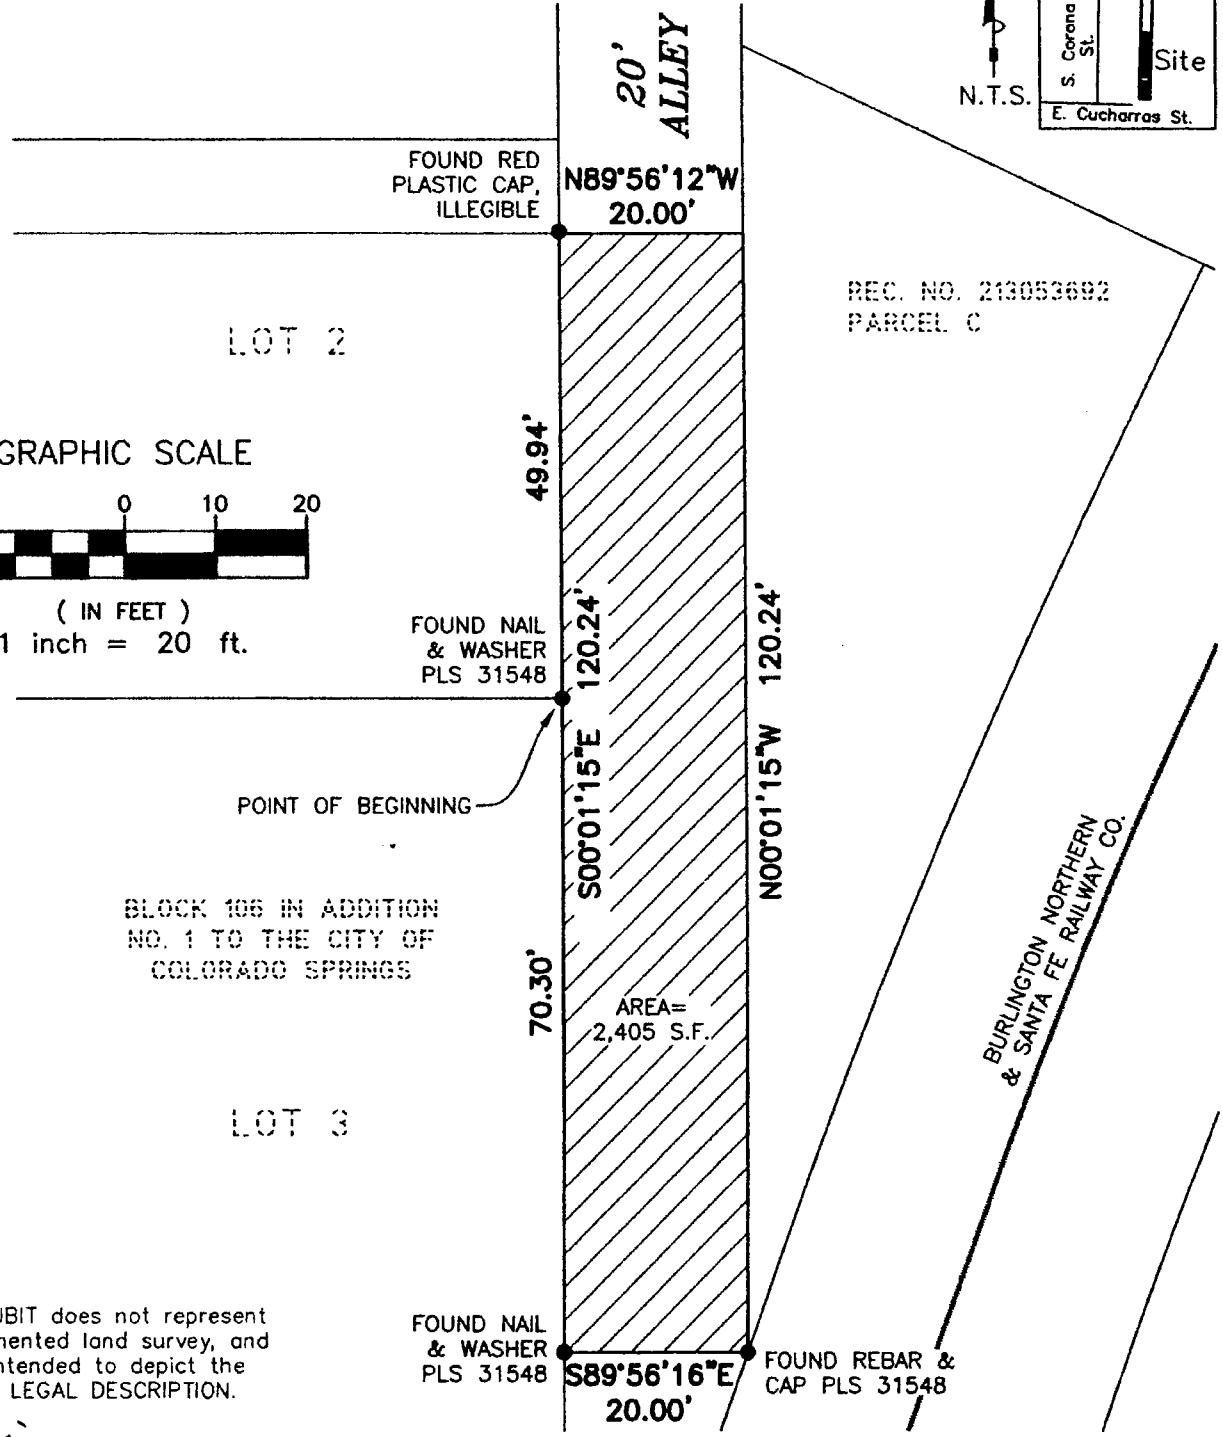 20'
ALLEY
N.T.S.
S. Corona
St.
Site
E. Cucharras St.
FOUND RED
PLASTIC CAP,
ILLEGIBLE
N89°56'12"W
20.00'
REC. NO. 213053692
PARCEL C
LOT 2
49.94'
GRAPHIC SCALE
0 10 20
( IN FEET )
1 inch = 20 ft.
FOUND NAIL
& WASHER
PLS 31548
S00°01'15"E 120.24'
N00°01'15"W 120.24'
POINT OF BEGINNING
BLOCK 106 IN ADDITION
NO. 1 TO THE CITY OF
COLORADO SPRINGS
70.30'
AREA=
2,405 S.F.
BURLINGTON NORTHERN
& SANTA FE RAILWAY CO.
LOT 3
IBIT does not represent
mented land survey, and
ntended to depict the
LEGAL DESCRIPTION.
FOUND NAIL
& WASHER
PLS 31548
S89°56'16"E
20.00'
FOUND REBAR &
CAP PLS 31548